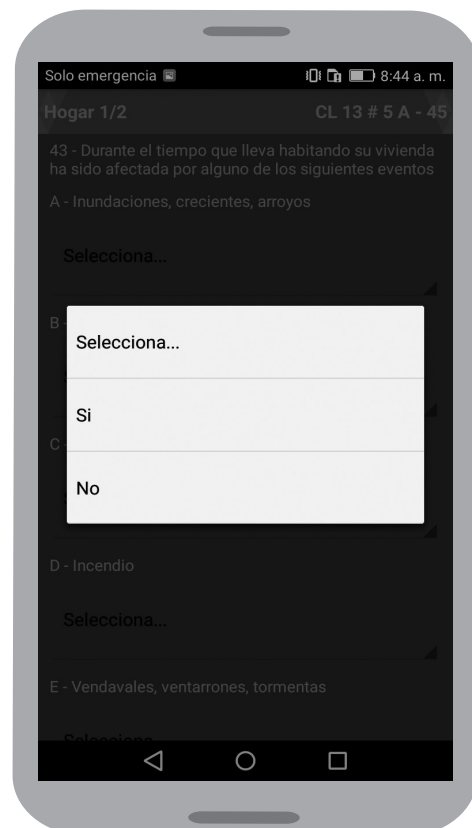 Solo emergencia 8:44 a. m.
Hogar 1/2 CL 13 # 5 A - 45
43 - Durante el tiempo que lleva habitando su vivienda
ha sido afectada por alguno de los siguientes eventos
A - Inundaciones, crecientes, arroyos
Selecciona...
B -
Selecciona...
Si
C -
No
D - Incendio
Selecciona...
E - Vendavales, ventarrones, tormentas
Selecciona...